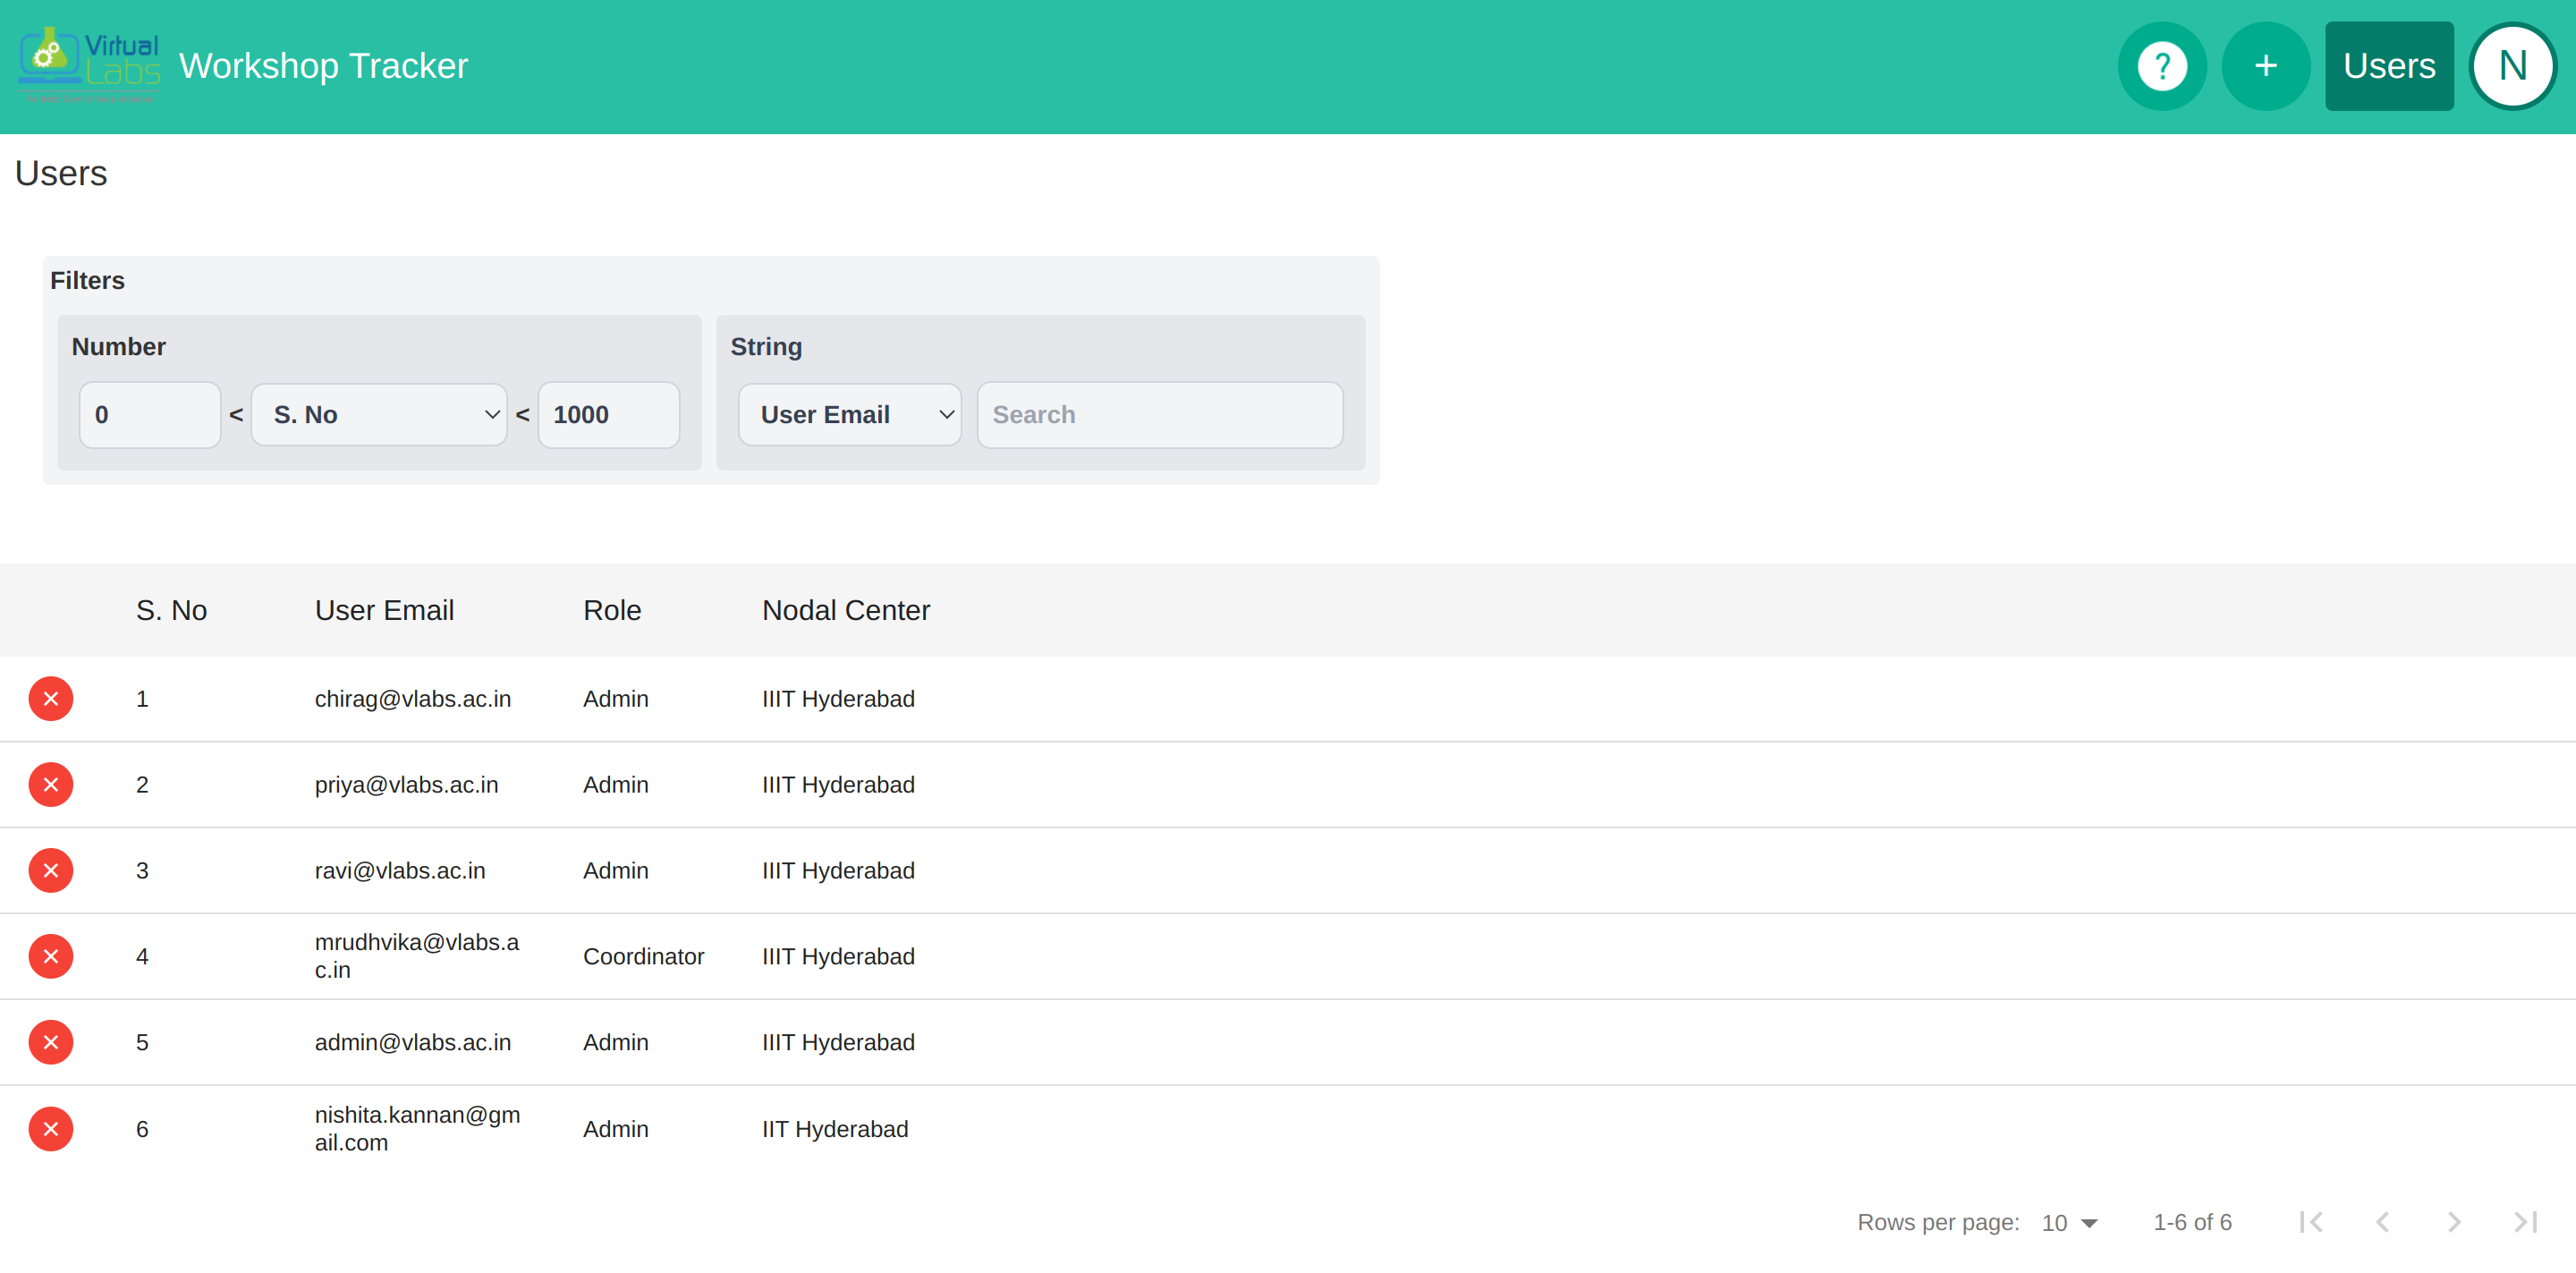 Virtual
Labs
Workshop Tracker
?
+
Users
N
Users
Filters
Number
String
0 < S. No < 1000
User Email
Search
S. No User Email Role Nodal Center
1 chirag@vlabs.ac.in Admin IIIT Hyderabad
2 priya@vlabs.ac.in Admin IIIT Hyderabad
3 ravi@vlabs.ac.in Admin IIIT Hyderabad
4 mrudhvika@vlabs.a
c.in
Coordinator IIIT Hyderabad
5 admin@vlabs.ac.in Admin IIIT Hyderabad
6 nishita.kannan@gm
ail.com
Admin IIT Hyderabad
Rows per page: 10 1-6 of 6